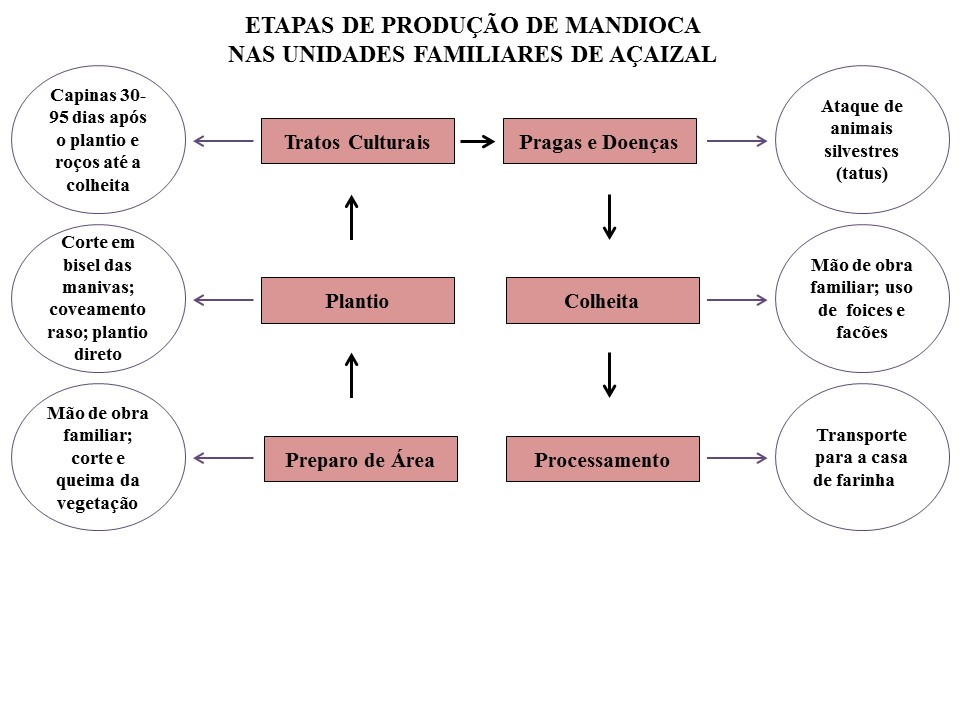 ETAPAS DE PRODUÇÃO DE MANDIOCA
NAS UNIDADES FAMILIARES DE AÇAIZAL
Capinas 30-
95 dias após
o plantio e
roços até a
colheita
Tratos Culturais
Pragas e Doenças
Ataque de
animais
silvestres
(tatus)
Corte em
bisel das
manivas;
coveamento
raso; plantio
direto
Plantio
Colheita
Mão de obra
familiar; uso
de foices e
facões
Mão de obra
familiar;
corte e
queima da
vegetação
Preparo de Área
Processamento
Transporte
para a casa
de farinha